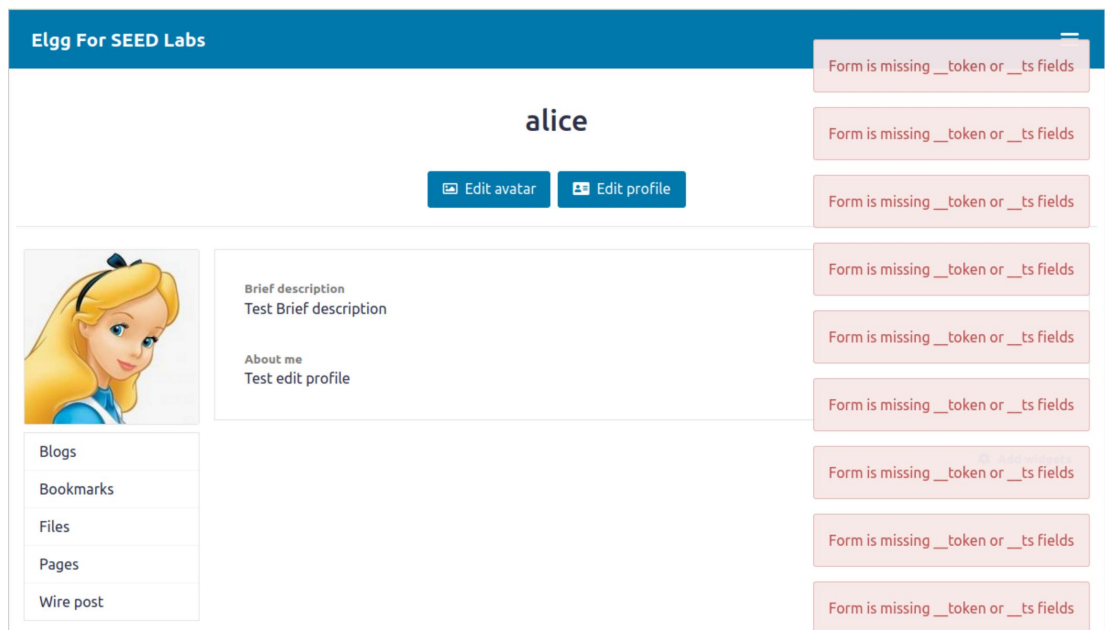 Elgg For SEED Labs
alice
Edit avatar
Edit profile
Brief description
Test Brief description
About me
Test edit profile
Blogs
Bookmarks
Files
Pages
Wire post
Form is missing __token or __ts fields
Form is missing __token or __ts fields
Form is missing __token or __ts fields
Form is missing __token or __ts fields
Form is missing __token or __ts fields
Form is missing __token or __ts fields
Add widgets
Form is missing __token or __ts fields
Form is missing __token or __ts fields
Form is missing __token or __ts fields